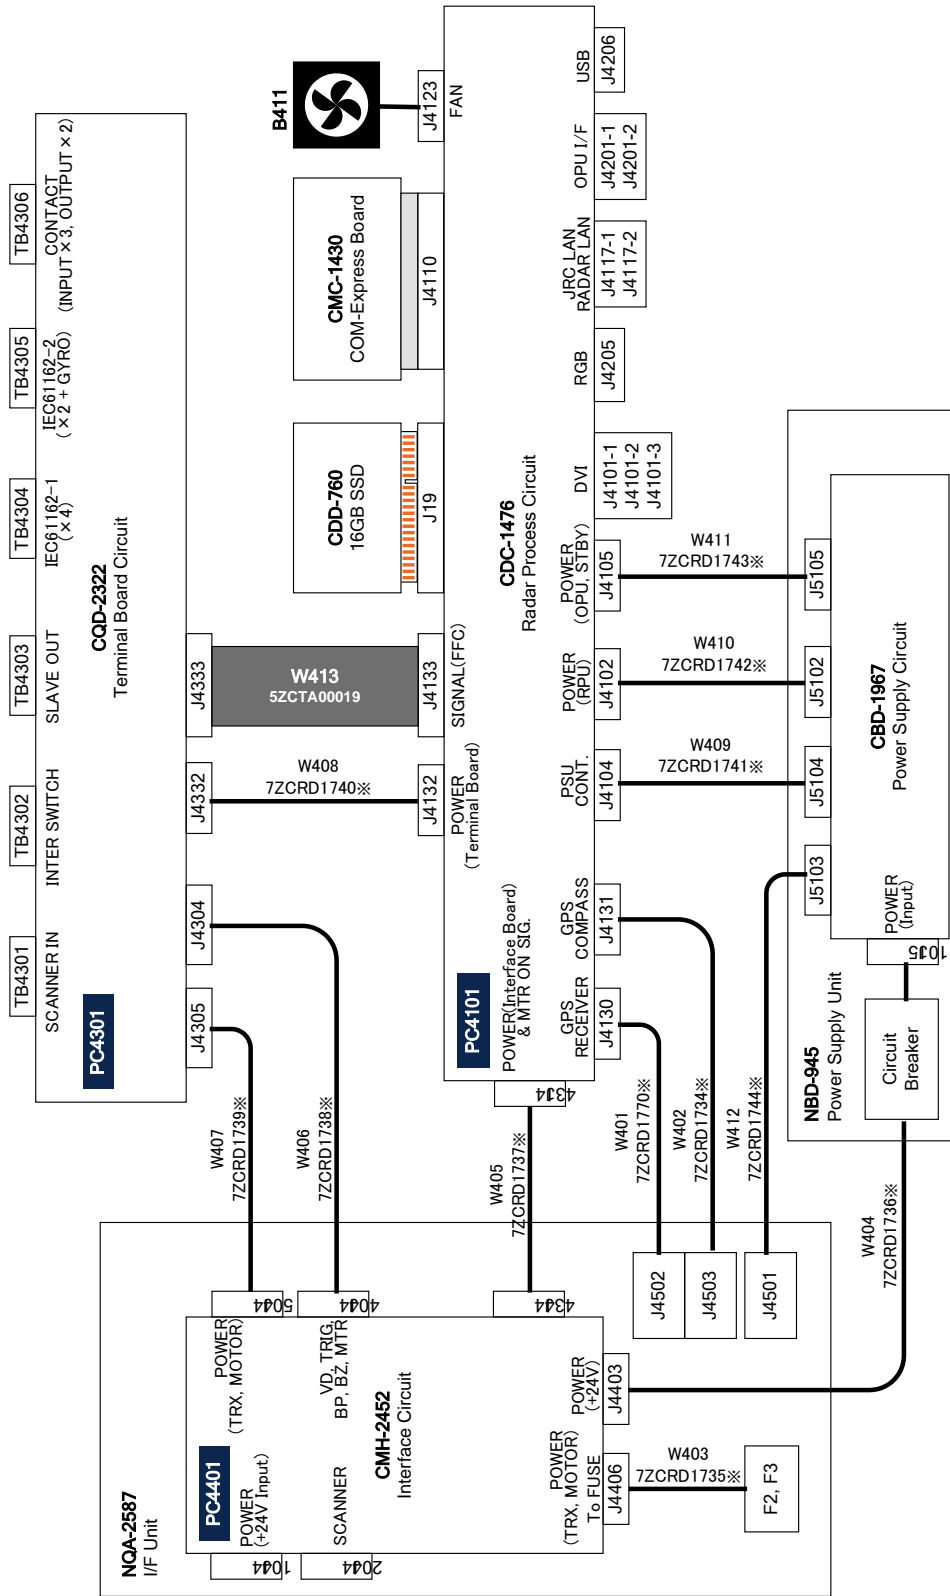 NQA-2587
I/F Unit
PC4401
POWER
(+24V Input)
SCANNER
CMH-2452
Interface Circuit
POWER
(TRX, MOTOR)
VD, TRIG,
BP, BZ, MTR
POWER
(TRX, MOTOR)
To FUSE
J4406
POWER
(+24V)
J4403
W403
7ZCRD1735※
F2, F3
J4502
J4503
J4501
W407
7ZCRD1739※
W406
7ZCRD1738※
W405
7ZCRD1737※
W401
7ZCRD1770※
W402
7ZCRD1734※
W412
7ZCRD1744※
W404
7ZCRD1736※
TB4301
SCANNER IN
TB4302
INTER SWITCH
TB4303
SLAVE OUT
TB4304
IEC61162-1
(×4)
TB4305
IEC61162-2
(×2 + GYRO)
TB4306
CONTACT
(INPUT×3, OUTPUT×2)
PC4301
CQD-2322
Terminal Board Circuit
J4305
J4304
J4332
J4333
W408
7ZCRD1740※
W413
5ZCTA00019
CDD-760
16GB SSD
CMC-1430
COM-Express Board
B411
J4132
J4133
J19
J4110
J4123
POWER
(Terminal Board)
SIGNAL(FFC)
FAN
PC4101
POWER(Interface Board)
& MTR ON SIG.
CDC-1476
Radar Process Circuit
GPS
RECEIVER
J4130
GPS
COMPASS
J4131
PSU
CONT.
J4104
POWER
(RPU)
J4102
POWER
(OPU, STBY)
J4105
DVI
J4101-1
J4101-2
J4101-3
RGB
J4205
JRC LAN
RADAR LAN
J4117-1
J4117-2
OPU I/F
J4201-1
J4201-2
USB
J4206
W409
7ZCRD1741※
W410
7ZCRD1742※
W411
7ZCRD1743※
NBD-945
Power Supply Unit
Circuit
Breaker
J5103
J5104
J5102
J5105
POWER
(Input)
CBD-1967
Power Supply Circuit